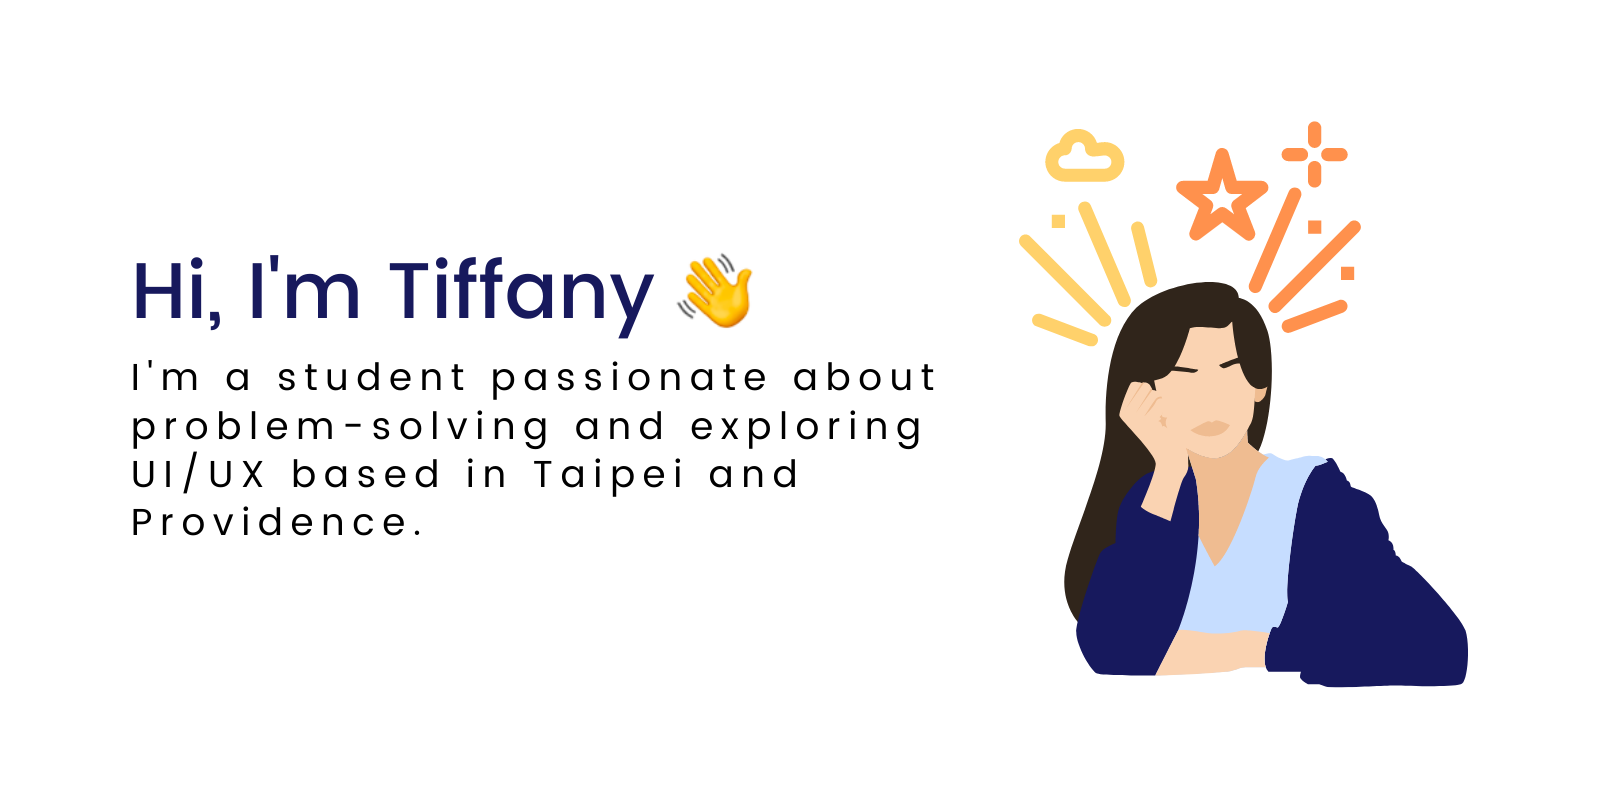 Hi, I'm Tiffany 👋
I'm a student passionate about
problem-solving and exploring
UI/UX based in Taipei and
Providence.